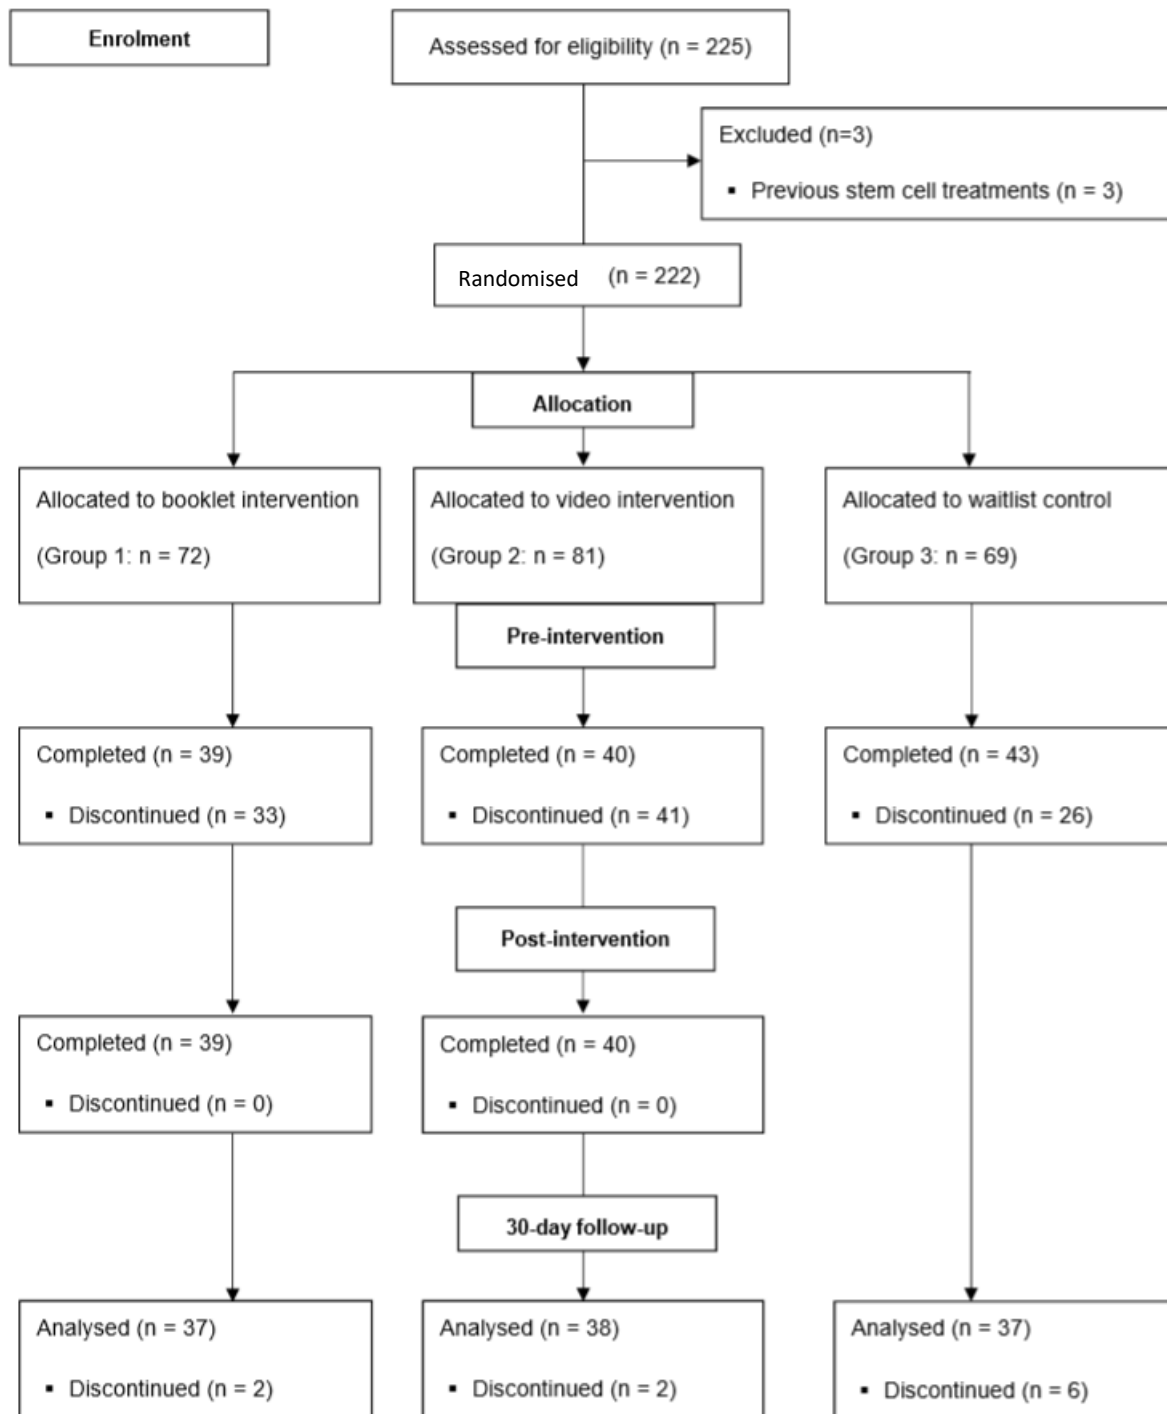 Enrolment
Assessed for eligibility (n = 225)
Excluded (n=3)
▪ Previous stem cell treatments (n = 3)
Randomised (n = 222)
Allocation
Allocated to booklet intervention
(Group 1: n = 72)
Allocated to video intervention
(Group 2: n = 81)
Allocated to waitlist control
(Group 3: n = 69)
Pre-intervention
Completed (n = 39)
▪ Discontinued (n = 33)
Completed (n = 40)
▪ Discontinued (n = 41)
Completed (n = 43)
▪ Discontinued (n = 26)
Post-intervention
Completed (n = 39)
▪ Discontinued (n = 0)
Completed (n = 40)
▪ Discontinued (n = 0)
30-day follow-up
Analysed (n = 37)
▪ Discontinued (n = 2)
Analysed (n = 38)
▪ Discontinued (n = 2)
Analysed (n = 37)
▪ Discontinued (n = 6)